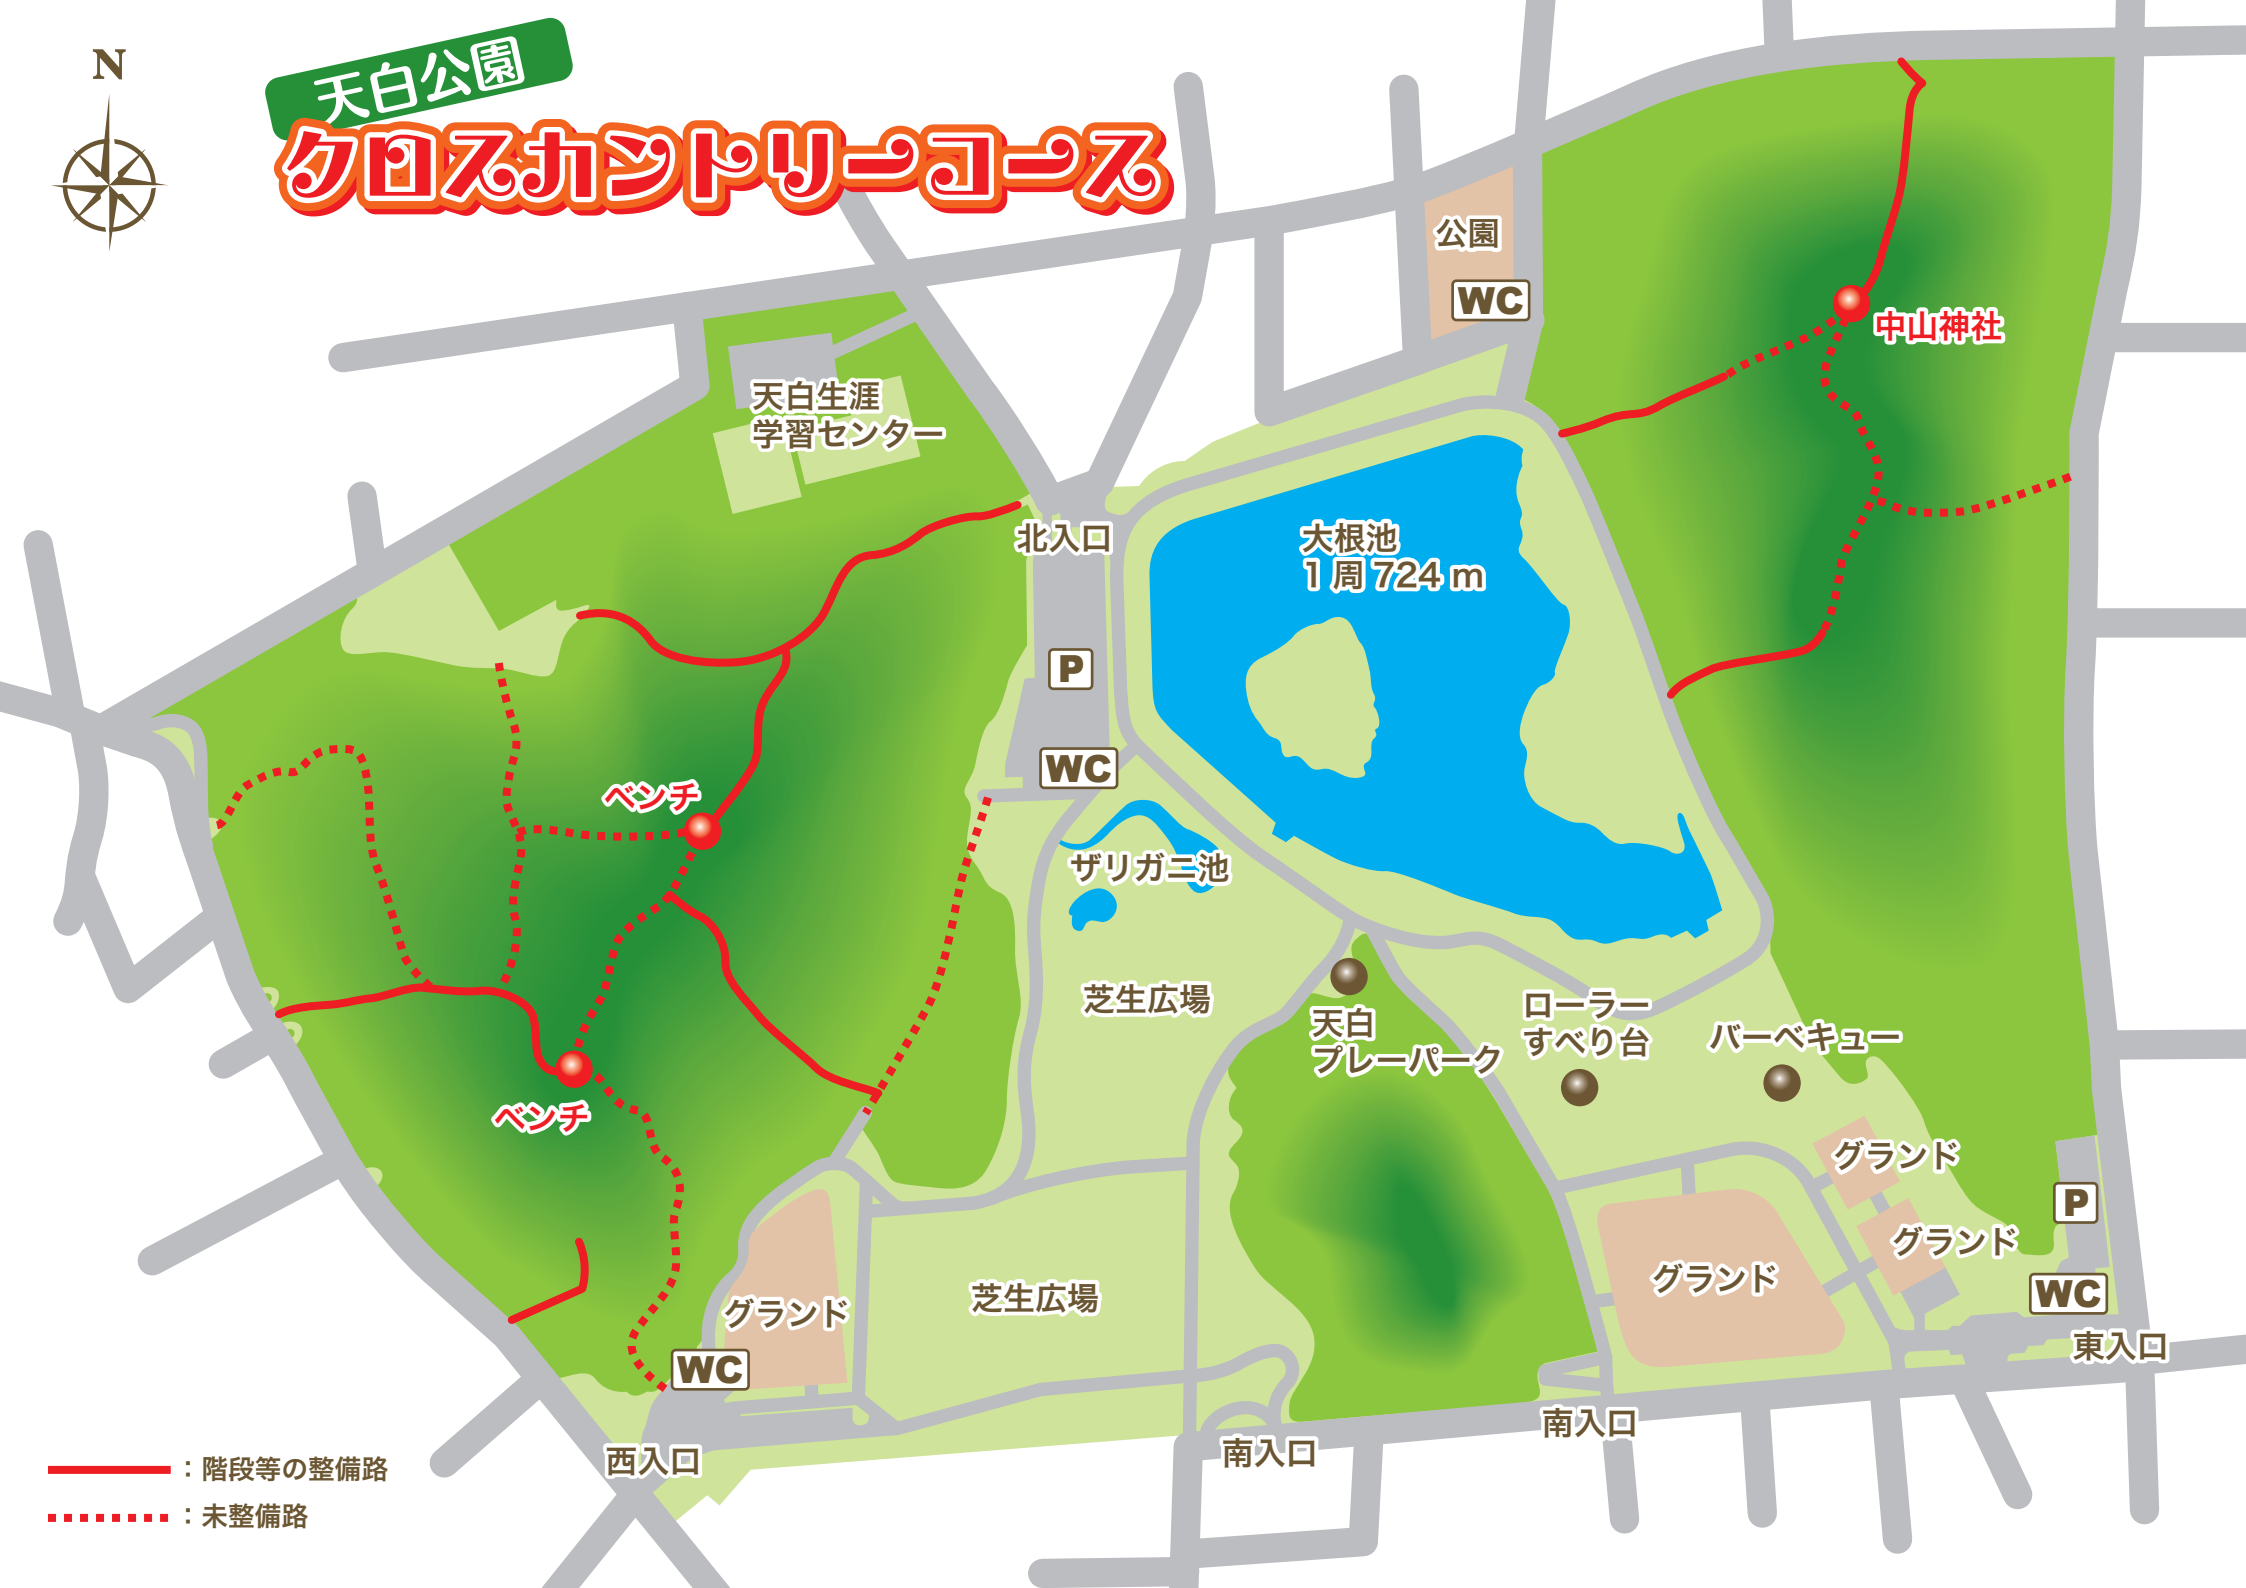 N
天白公園
クロスカントリーコース
公園
WC
中山神社
天白生涯
学習センター
北入口
大根池
1周 724 m
P
WC
ベンチ
ザリガニ池
芝生広場
天白
プレーパーク
ローラー
すべり台
バーベキュー
ベンチ
グランド
P
グランド
グランド
WC
芝生広場
グランド
WC
東入口
南入口
南入口
西入口
：階段等の整備路
：未整備路